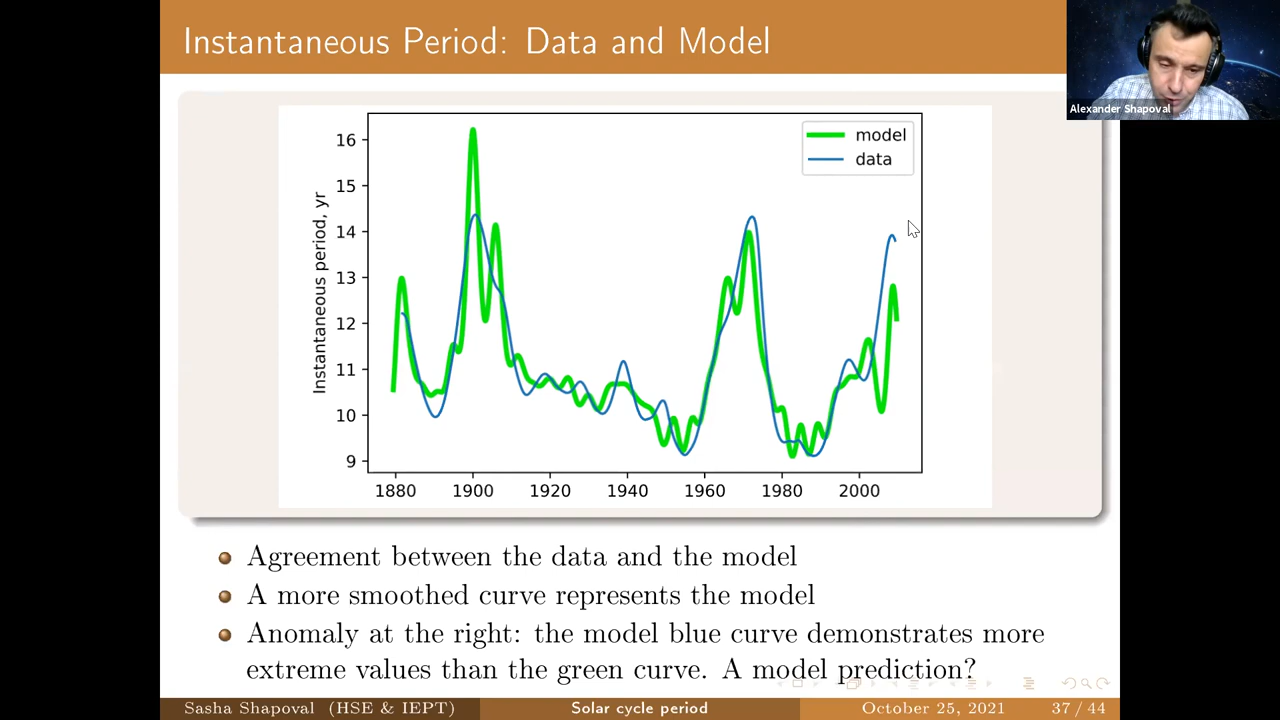 Instantaneous Period: Data and Model
Alexander Shapoval
model
data
Instantaneous period, yr
16
15
14
13
12
11
10
9
1880 1900 1920 1940 1960 1980 2000
Agreement between the data and the model
A more smoothed curve represents the model
Anomaly at the right: the model blue curve demonstrates more
extreme values than the green curve. A model prediction?
Sasha Shapoval (HSE & IEPT) Solar cycle period October 25, 2021 37 / 44